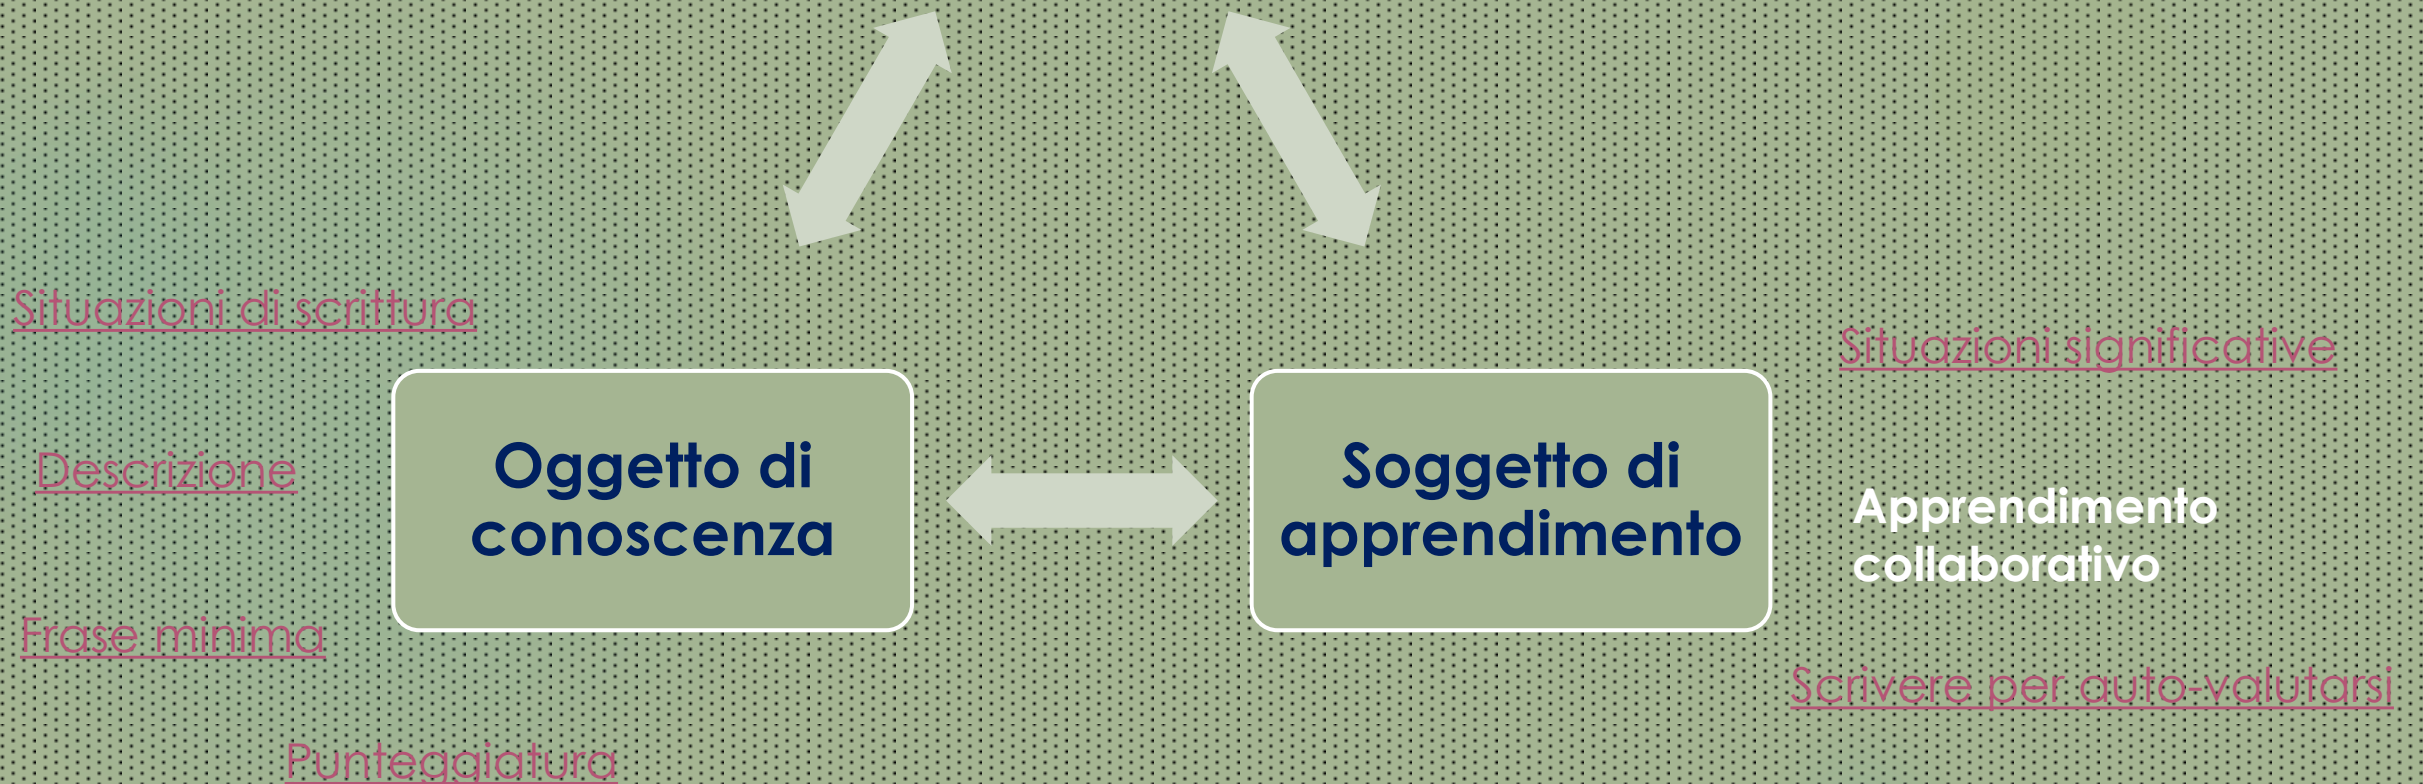 Situazioni di scrittura
Descrizione
Frase minima
Punteggiatura
Oggetto di
conoscenza
Soggetto di
apprendimento
Situazioni significative
Apprendimento
collaborativo
Scrivere per auto-valutarsi